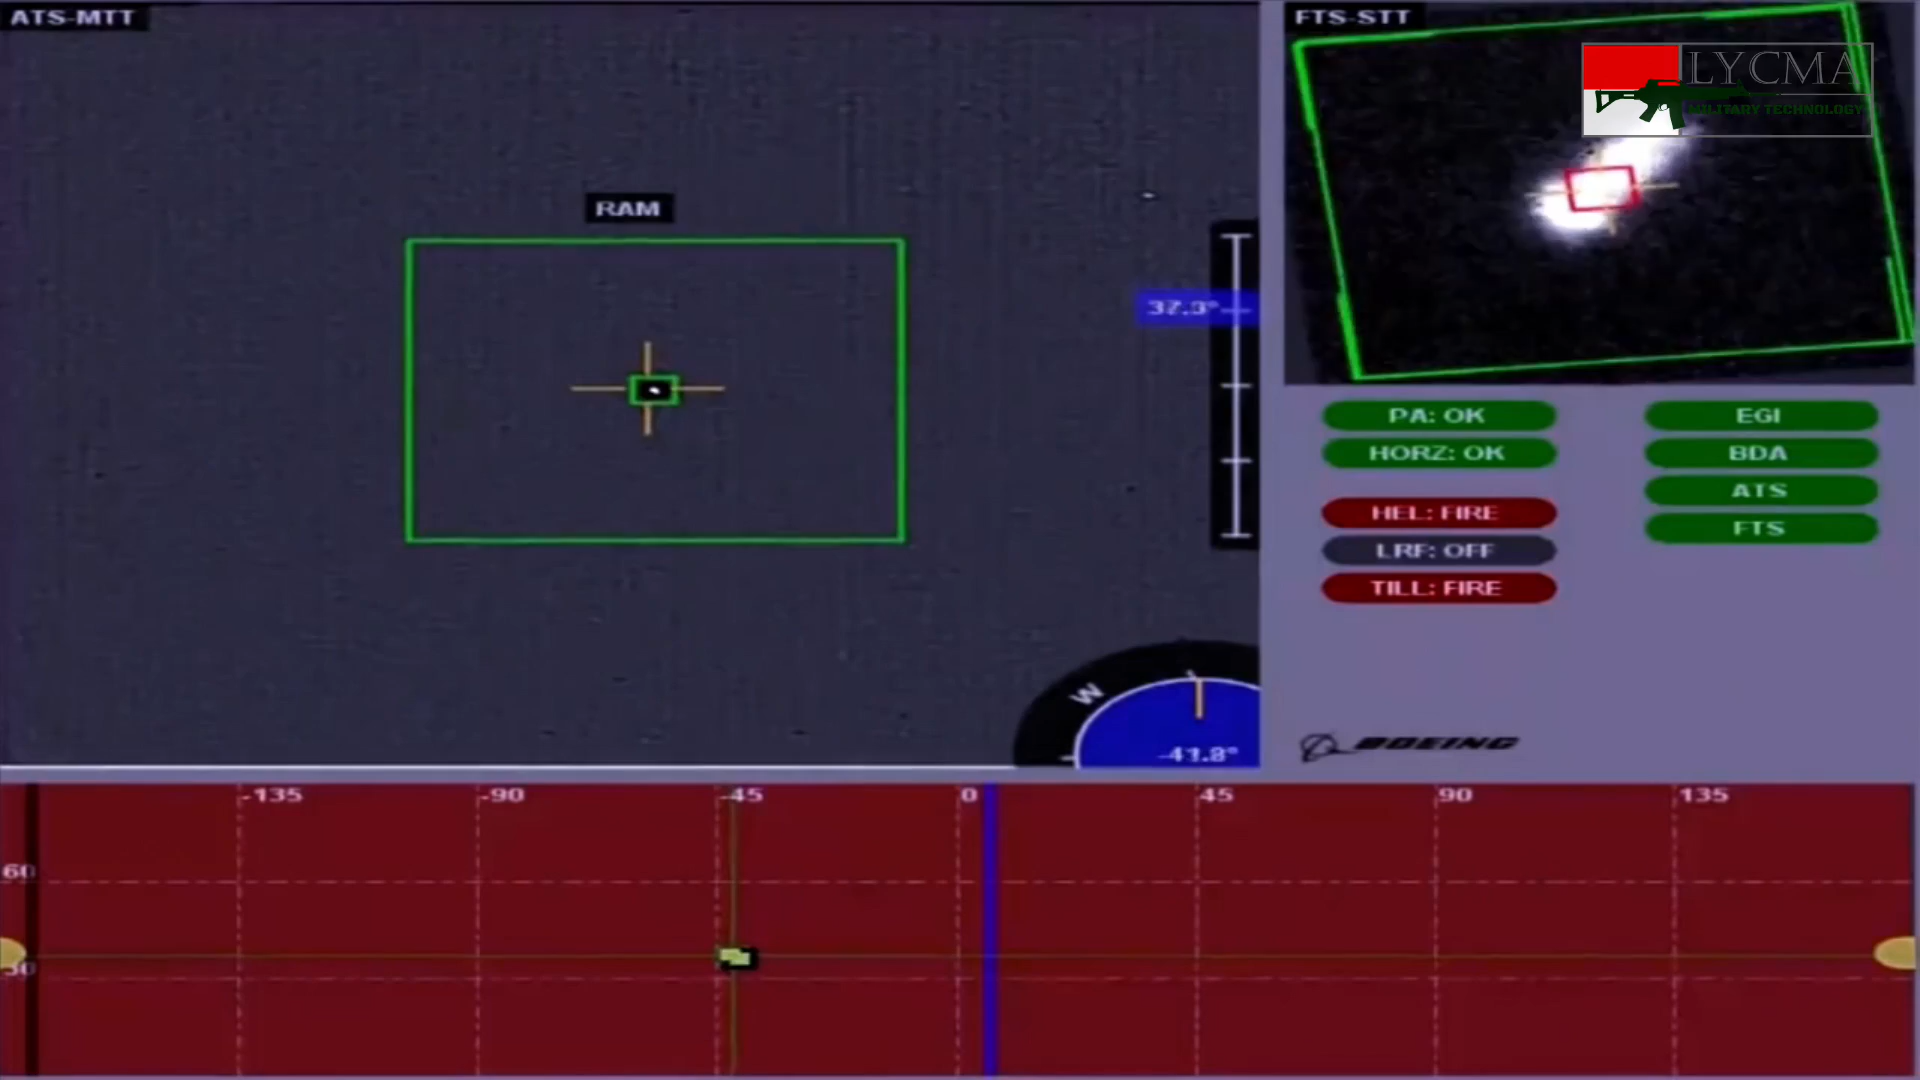 ATS-MTT
FTS-STT
LYCMA
MILITARY TECHNOLOGY
RAM
37.3°
PA: OK
EGI
HORZ: OK
BDA
ATS
HEL: FIRE
FTS
LRF: OFF
TILL: FIRE
W
-41.8°
BOEING
-135
-90
-45
0
45
90
135
60
30